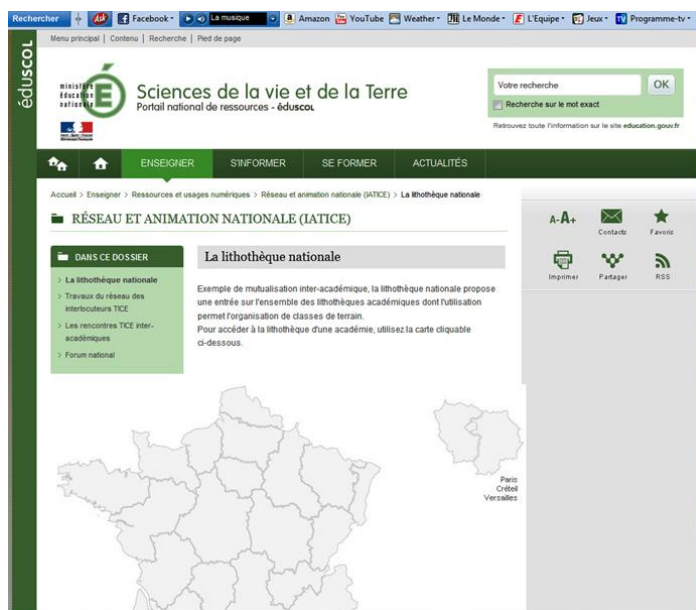 Rechercher Ask Facebook La musique Amazon YouTube Weather Le Monde L'Equipe Jeux Programme-tv
éduscol
Menu principal | Contenu | Recherche | Pied de page
ministère
éducation
nationale
Sciences de la vie et de la Terre
Portail national de ressources - éduscol
Votre recherche OK
Recherche sur le mot exact
Retrouvez toute l'information sur le site education.gouv.fr
ENSEIGNER S'INFORMER SE FORMER ACTUALITÉS
Accueil > Enseigner > Ressources et usages numériques > Réseau et animation nationale (IATICE) > La lithothèque nationale
RÉSEAU ET ANIMATION NATIONALE (IATICE)
A-A+ Contacts Favoris
Imprimer Partager RSS
DANS CE DOSSIER
> La lithothèque nationale
> Travaux du réseau des
interlocuteurs TICE
> Les rencontres TICE inter-
académiques
> Forum national
La lithothèque nationale
Exemple de mutualisation inter-académique, la lithothèque nationale propose
une entrée sur l'ensemble des lithothèques académiques dont l'utilisation
permet l'organisation de classes de terrain.
Pour accéder à la lithothèque d'une académie, utilisez la carte cliquable
ci-dessous.
Paris
Créteil
Versailles